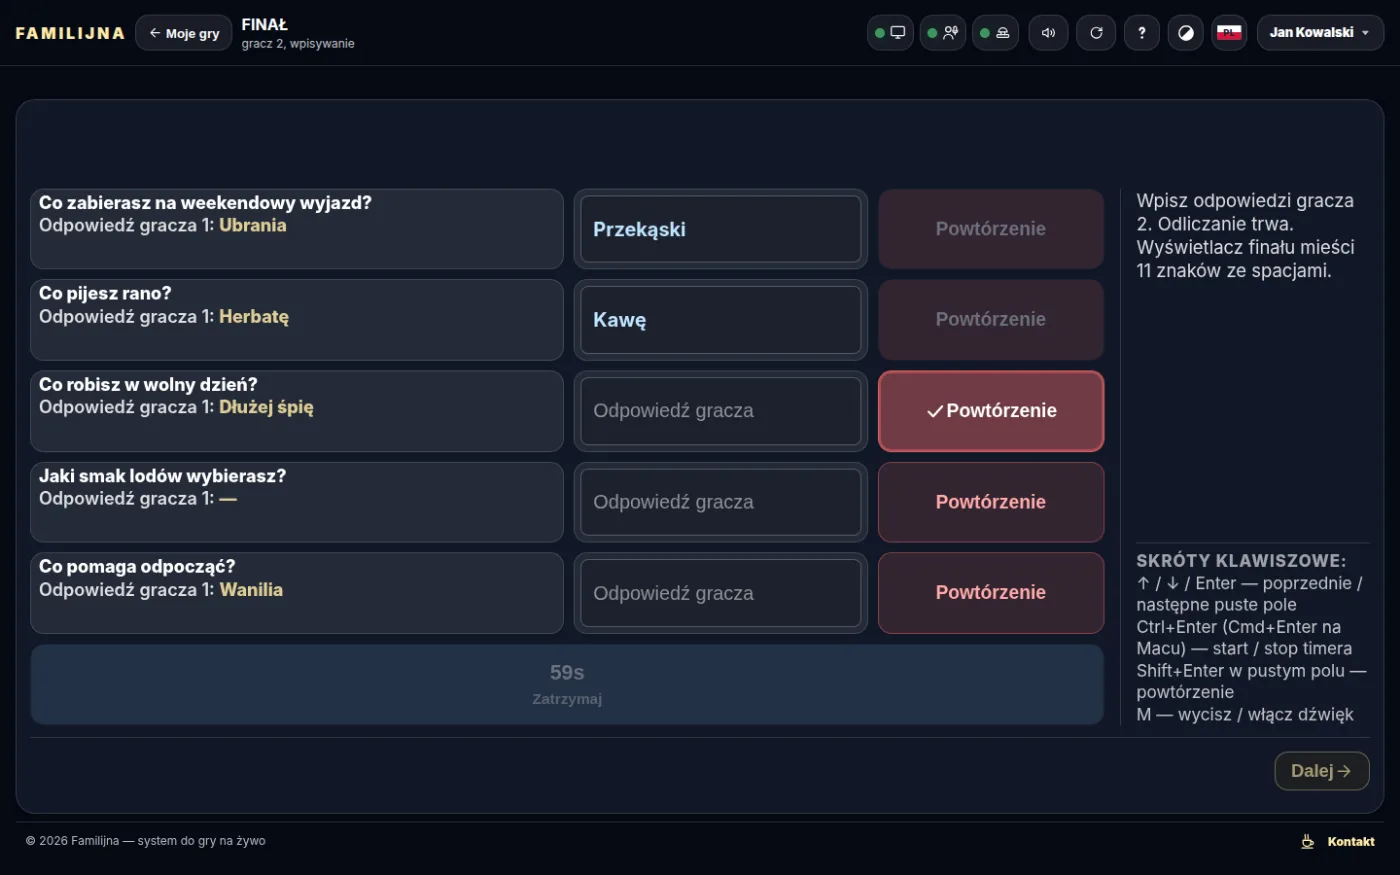 FAMILIJNA
← Moje gry
FINAŁ
gracz 2, wpisywanie
?
PL
Jan Kowalski
Co zabierasz na weekendowy wyjazd?
Odpowiedź gracza 1: Ubrania
Przekąski
Powtórzenie
Co pijesz rano?
Odpowiedź gracza 1: Herbatę
Kawę
Powtórzenie
Co robisz w wolny dzień?
Odpowiedź gracza 1: Dłużej śpię
Odpowiedź gracza
✓ Powtórzenie
Jaki smak lodów wybierasz?
Odpowiedź gracza 1: —
Odpowiedź gracza
Powtórzenie
Co pomaga odpocząć?
Odpowiedź gracza 1: Wanilia
Odpowiedź gracza
Powtórzenie
59s
Zatrzymaj
Wpisz odpowiedzi gracza
2. Odliczanie trwa.
Wyświetlacz finału mieści
11 znaków ze spacjami.
SKRÓTY KLAWISZOWE:
↑ / ↓ / Enter — poprzednie /
następne puste pole
Ctrl+Enter (Cmd+Enter na
Macu) — start / stop timera
Shift+Enter w pustym polu —
powtórzenie
M — wycisz / włącz dźwięk
Dalej →
© 2026 Familijna — system do gry na żywo
Kontakt